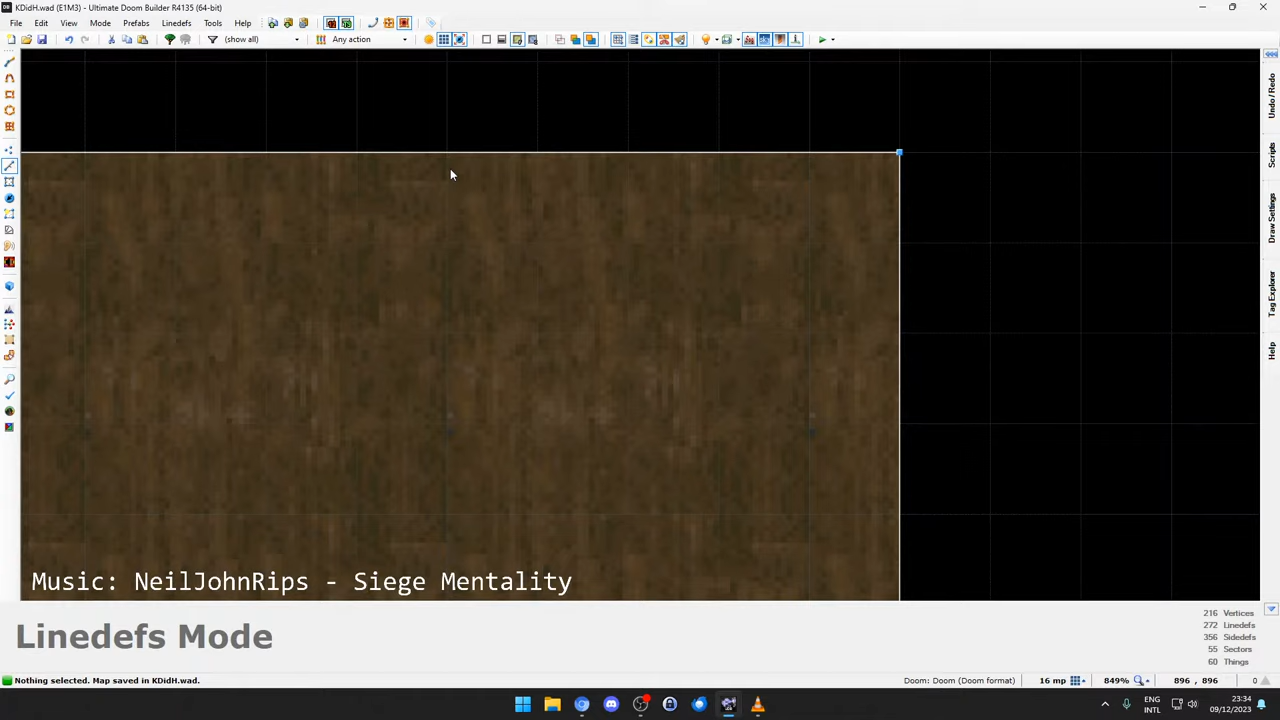 KDidH.wad (E1M3) - Ultimate Doom Builder R4135 (64-bit)
File Edit View Mode Prefabs Linedefs Tools Help
(show all) Any action
Undo / Redo
Scripts
Draw Settings
Tag Explorer
Help
Music: NeilJohnRips - Siege Mentality
Linedefs Mode
216 Vertices
272 Linedefs
356 Sidedefs
55 Sectors
60 Things
Nothing selected. Map saved in KDidH.wad. Doom: Doom (Doom format) 16 mp 849% 896 , 896 0
ENG
INTL
23:34
09/12/2023